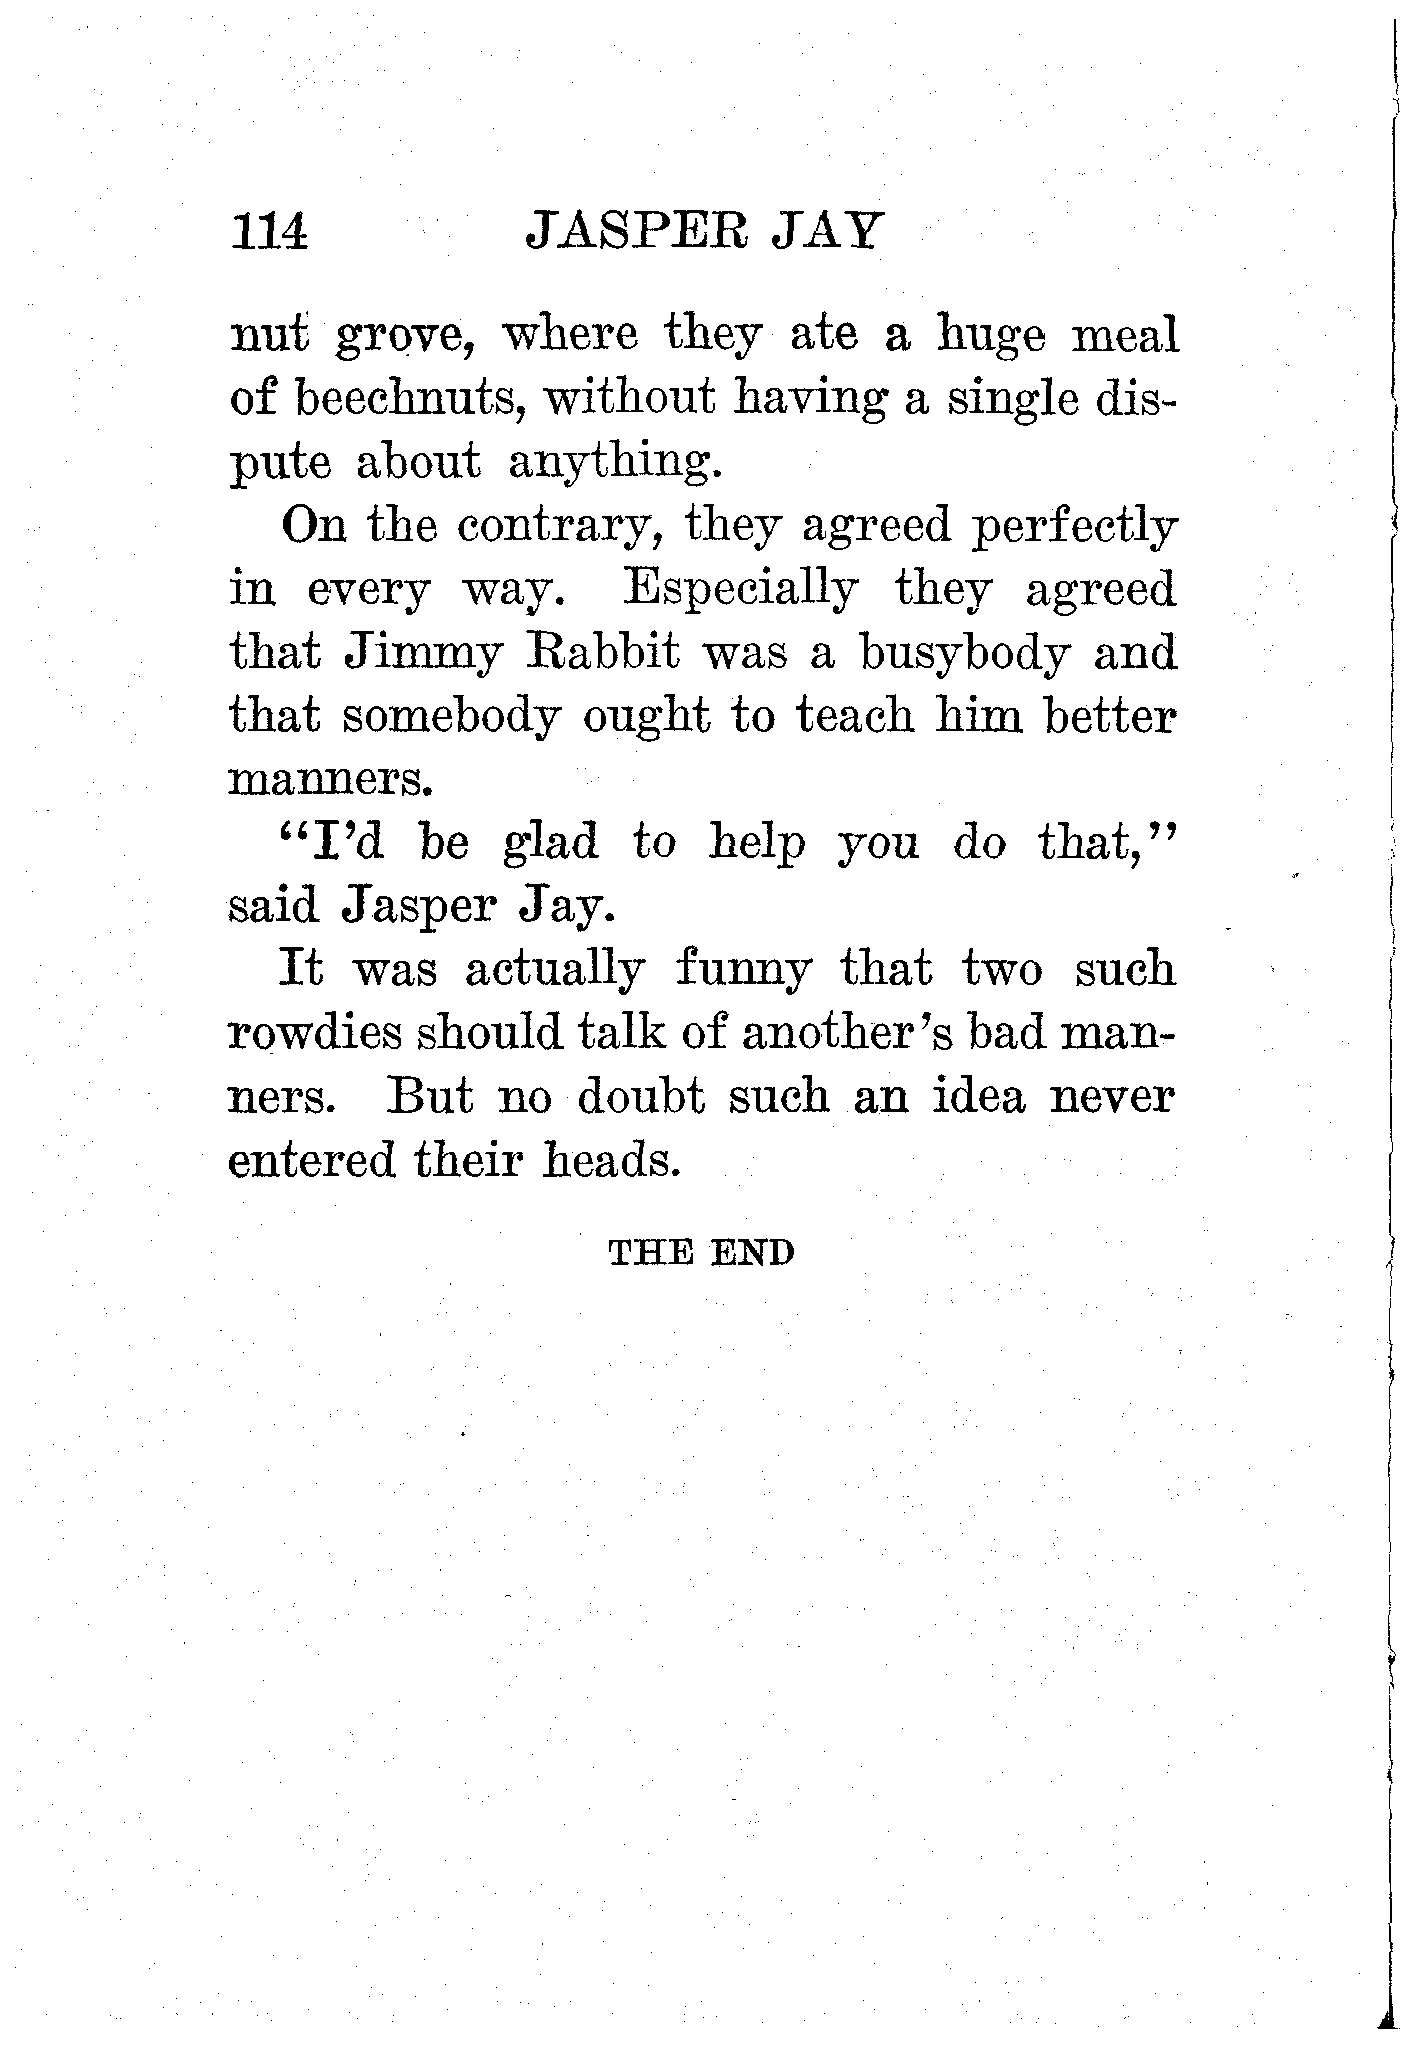 114 JASPER JAY
nut grove, where they ate a huge meal
of beechnuts, without having a single dis-
pute about anything.
On the contrary, they agreed perfectly
in every way. Especially they agreed
that Jimmy Rabbit was a busybody and
that somebody ought to teach him better
manners.
“I’d be glad to help you do that,”
said Jasper Jay.
It was actually funny that two such
rowdies should talk of another’s bad man-
ners. But no doubt such an idea never
entered their heads.
THE END